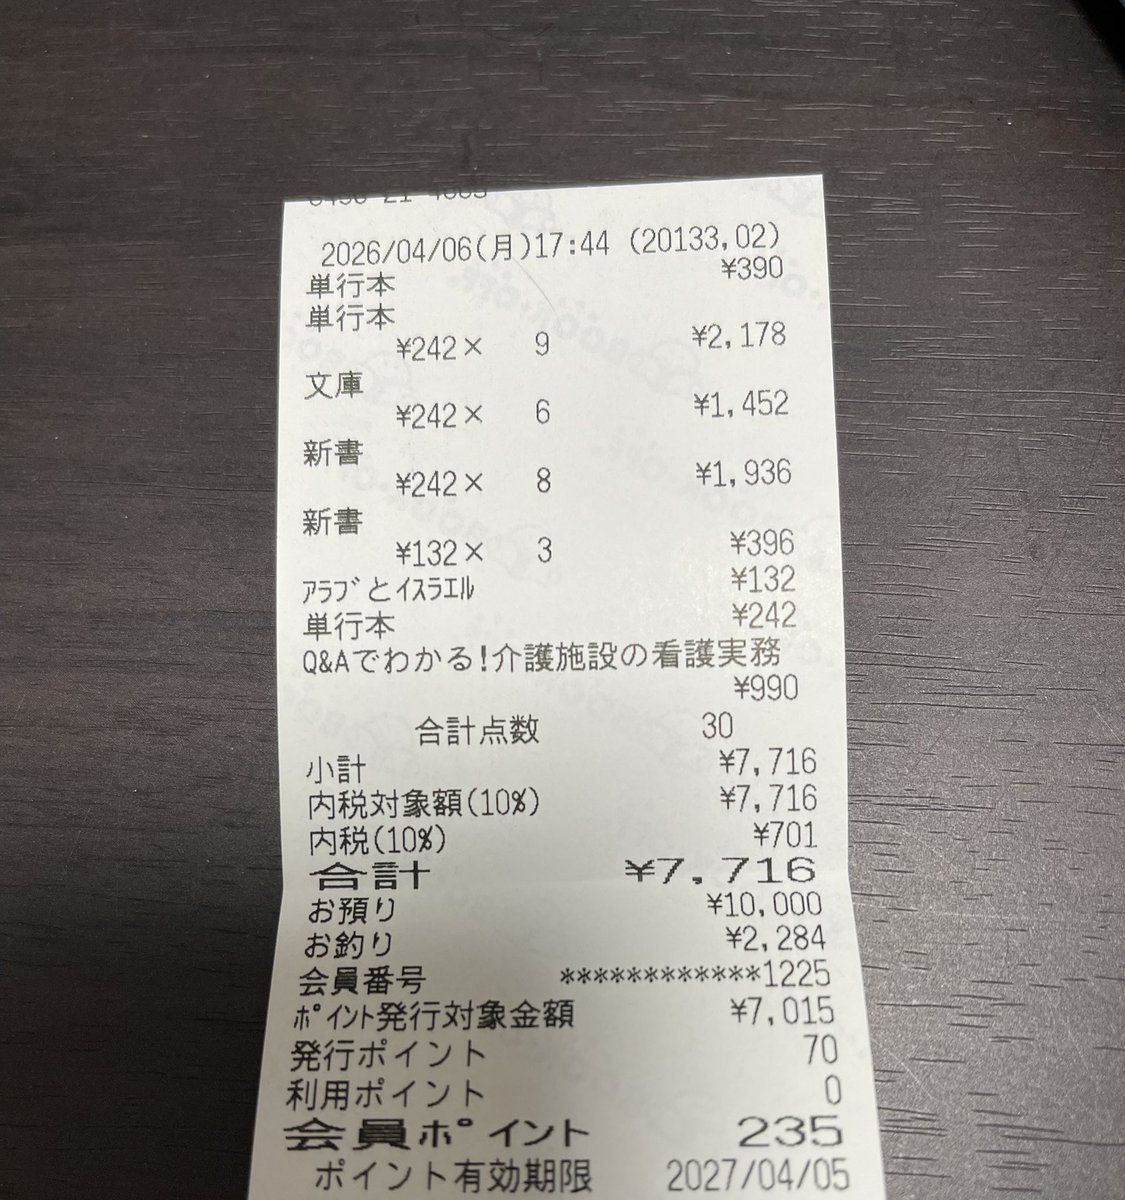 2026/04/06(月)17:44 (20133,02)
単行本 ¥390
単行本
¥242× 9 ¥2,178
文庫
¥242× 6 ¥1,452
新書
¥242× 8 ¥1,936
新書
¥132× 3 ¥396
ｱﾗﾌﾞとｲｽﾗｴﾙ ¥132
単行本 ¥242
Q&Aでわかる!介護施設の看護実務
¥990
合計点数 30
小計 ¥7,716
内税対象額(10%) ¥7,716
内税(10%) ¥701
合計 ¥7,716
お預り ¥10,000
お釣り ¥2,284
会員番号 ************1225
ﾎﾟｲﾝﾄ発行対象金額 ¥7,015
発行ポイント 70
利用ポイント 0
会員ﾎﾟイント 235
ポイント有効期限 2027/04/05